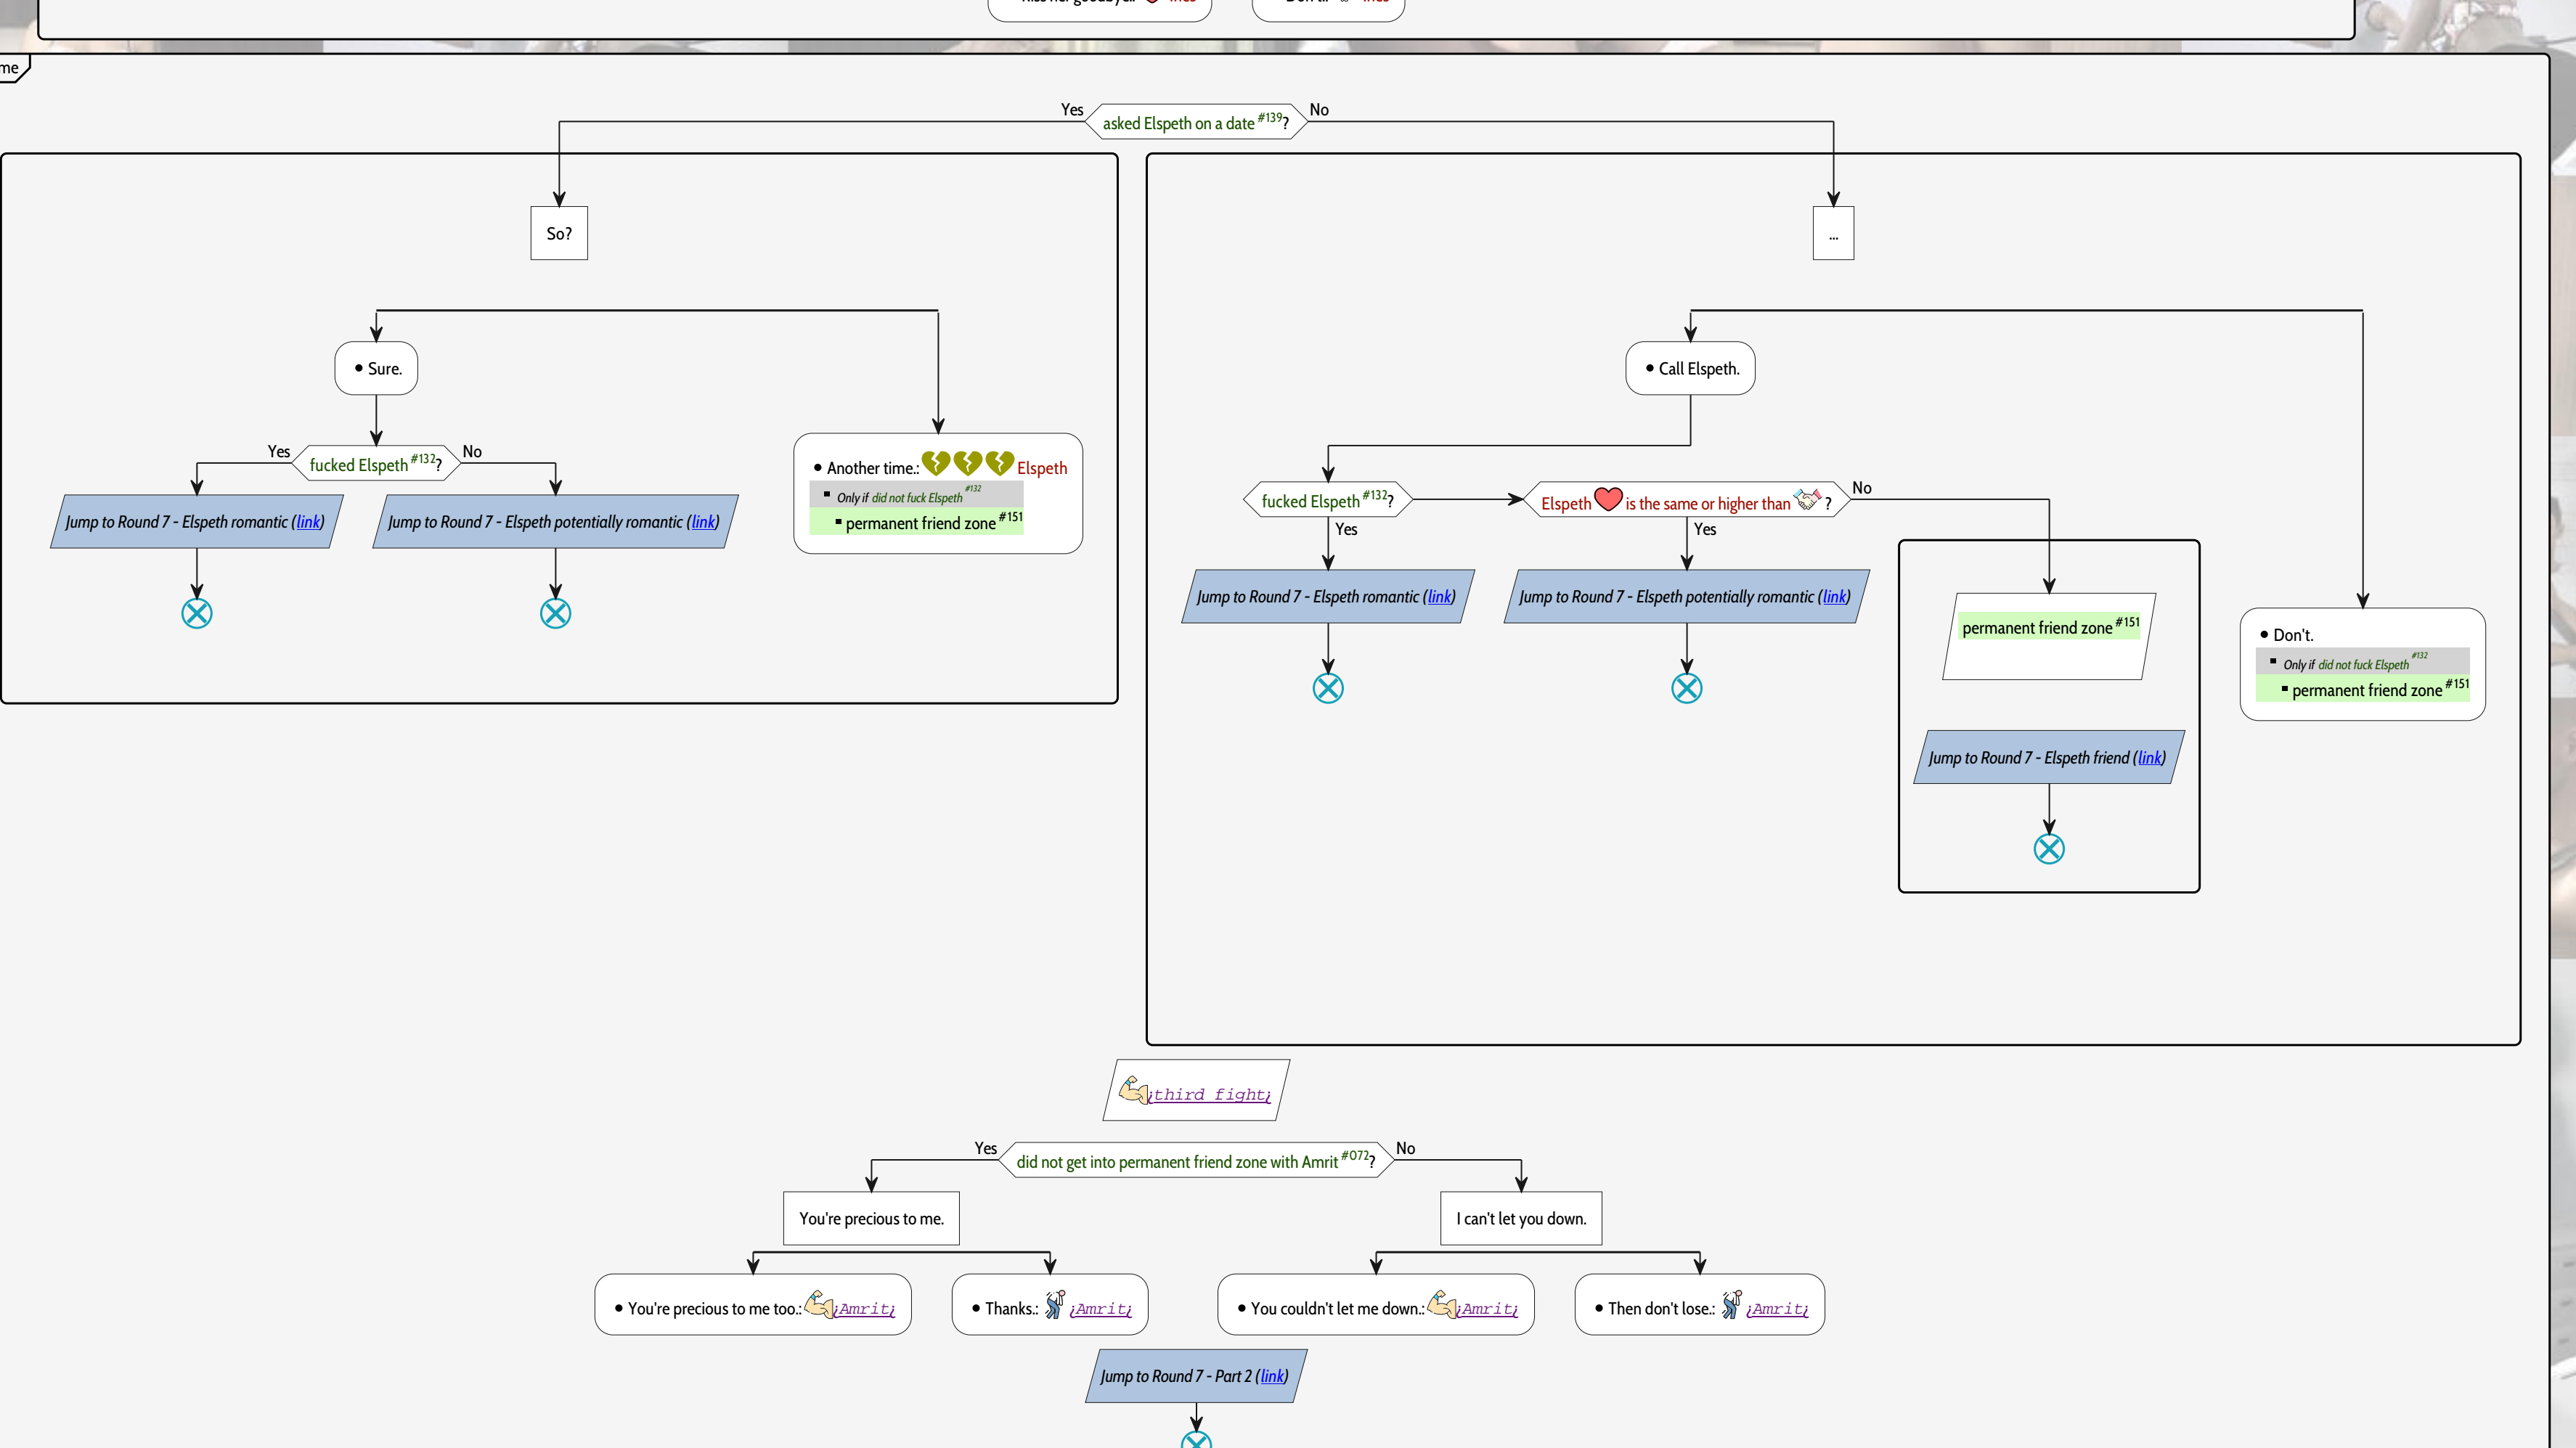 Kiss her goodbye.: Ines
Don't.: Ines
me
Yes
asked Elspeth on a date #139?
No
So?
...
Sure.
Call Elspeth.
Yes
fucked Elspeth #132?
No
Another time.: Elspeth
Only if did not fuck Elspeth #132
permanent friend zone #151
Jump to Round 7 - Elspeth romantic (link)
Jump to Round 7 - Elspeth potentially romantic (link)
fucked Elspeth #132?
Elspeth is the same or higher than ?
No
Yes
Yes
Jump to Round 7 - Elspeth romantic (link)
Jump to Round 7 - Elspeth potentially romantic (link)
permanent friend zone #151
Don't.
Only if did not fuck Elspeth #132
permanent friend zone #151
Jump to Round 7 - Elspeth friend (link)
¿third fight¿
Yes
did not get into permanent friend zone with Amrit #072?
No
You're precious to me.
I can't let you down.
You're precious to me too.: ¿Amrit¿
Thanks.: ¿Amrit¿
You couldn't let me down.: ¿Amrit¿
Then don't lose.: ¿Amrit¿
Jump to Round 7 - Part 2 (link)